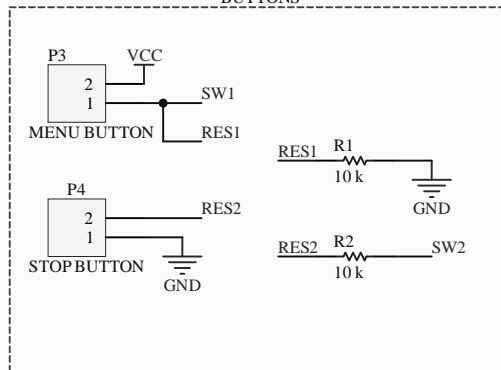 BUTTONS
P3
VCC
2
1
SW1
RES1
MENU BUTTON
RES1
R1
10 k
GND
P4
2
1
RES2
STOP BUTTON
GND
RES2
R2
SW2
10 k